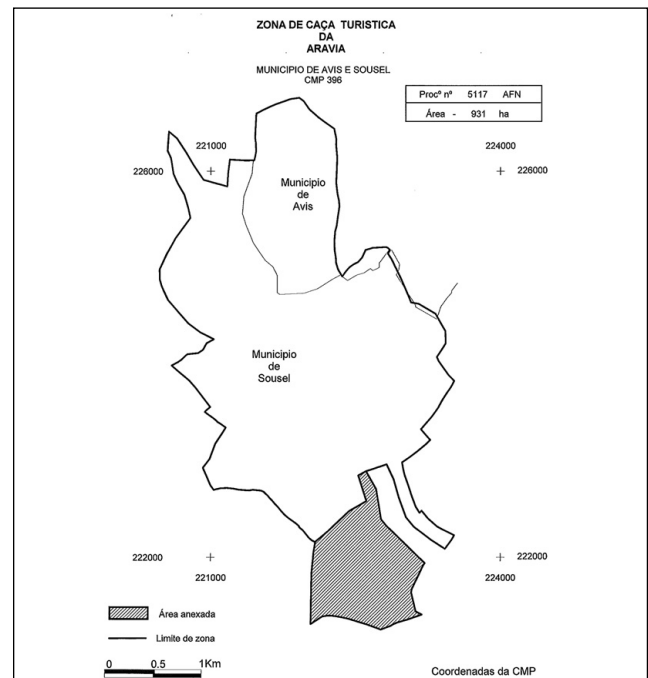 ZONA DE CAÇA TURISTICA
DA
ARAVIA
MUNICIPIO DE AVIS E SOUSEL
CMP 396
Procº nº 5117 AFN
Área - 931 ha
221000
224000
226000
226000
Municipio
de
Avis
Municipio
de
Sousel
222000
222000
221000
224000
Área anexada
Limite de zona
0 0.5 1Km
Coordenadas da CMP